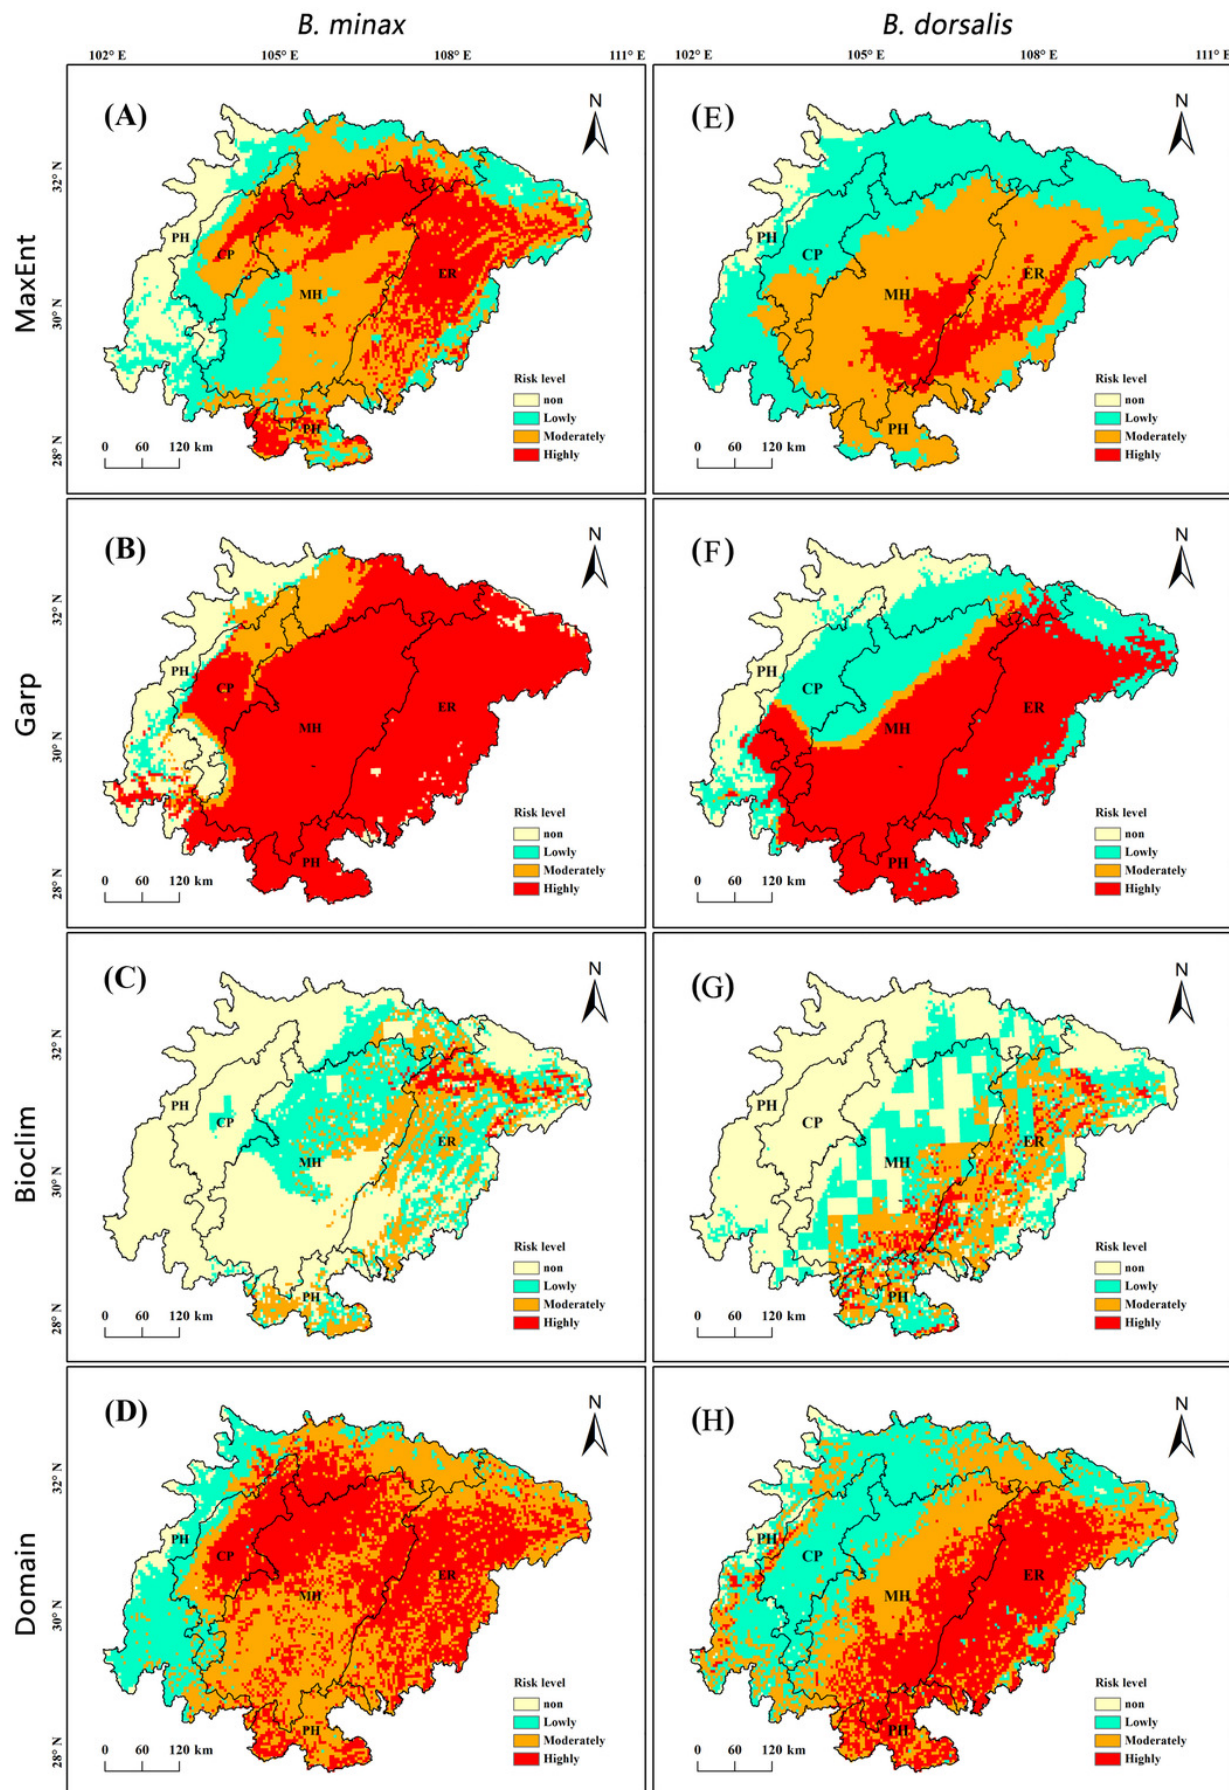 B. minax
B. dorsalis
102° E 105° E 108° E 111° E
102° E 105° E 108° E 111° E
MaxEnt
32° N
30° N
28° N
(A)
N
PH
CP
MH
ER
PH
0 60 120 km
Risk level
non
Lowly
Moderately
Highly
(E)
N
PH
CP
MH
ER
PH
0 60 120 km
Risk level
non
Lowly
Moderately
Highly
Garp
32° N
30° N
28° N
(B)
N
PH
CP
MH
ER
PH
0 60 120 km
Risk level
non
Lowly
Moderately
Highly
(F)
N
PH
CP
MH
ER
PH
0 60 120 km
Risk level
non
Lowly
Moderately
Highly
Bioclim
32° N
30° N
28° N
(C)
N
PH
CP
MH
ER
PH
0 60 120 km
Risk level
non
Lowly
Moderately
Highly
(G)
N
PH
CP
MH
ER
PH
0 60 120 km
Risk level
non
Lowly
Moderately
Highly
Domain
32° N
30° N
28° N
(D)
N
PH
CP
MH
ER
PH
0 60 120 km
Risk level
non
Lowly
Moderately
Highly
(H)
N
PH
CP
MH
ER
PH
0 60 120 km
Risk level
non
Lowly
Moderately
Highly